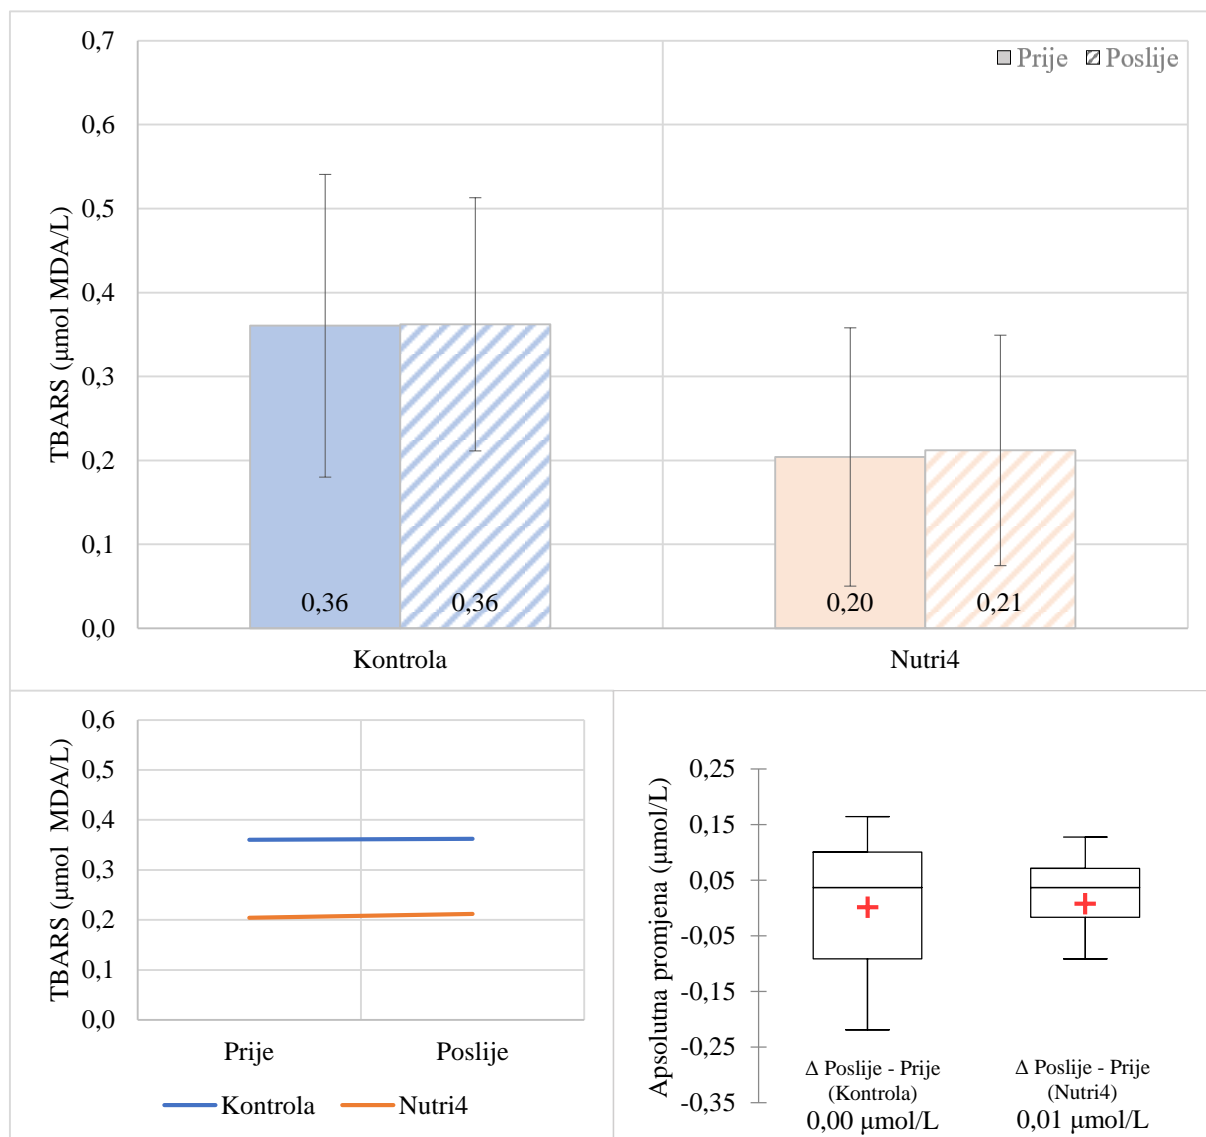 TBARS (µmol MDA/L)
0,7
0,6
0,5
0,4
0,3
0,2
0,1
0,0
Prije Poslije
0,36 0,36 0,20 0,21
Kontrola Nutri4
TBARS (µmol MDA/L)
0,6
0,5
0,4
0,3
0,2
0,1
0,0
Prije Poslije
Kontrola Nutri4
Apsolutna promjena (µmol/L)
0,25
0,15
0,05
-0,05
-0,15
-0,25
-0,35
Δ Poslije - Prije
(Kontrola)
0,00 µmol/L
Δ Poslije - Prije
(Nutri4)
0,01 µmol/L